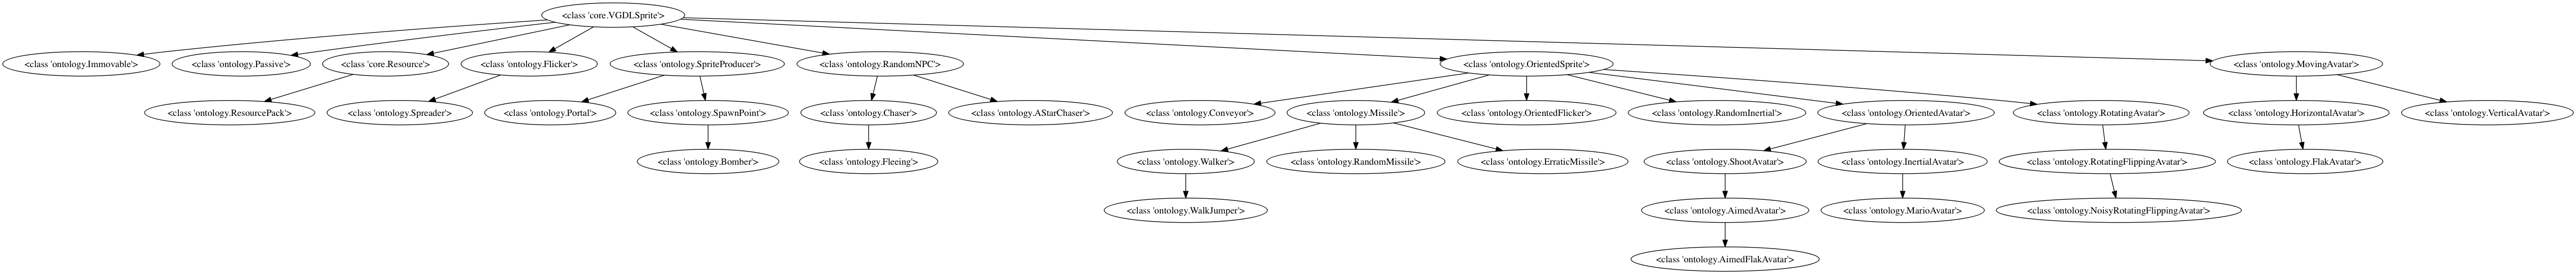 <class 'core.VGDLSprite'>
<class 'ontology.Immovable'>
<class 'ontology.Passive'>
<class 'core.Resource'>
<class 'ontology.Flicker'>
<class 'ontology.SpriteProducer'>
<class 'ontology.RandomNPC'>
<class 'ontology.OrientedSprite'>
<class 'ontology.MovingAvatar'>
<class 'ontology.ResourcePack'>
<class 'ontology.Spreader'>
<class 'ontology.Portal'>
<class 'ontology.SpawnPoint'>
<class 'ontology.Chaser'>
<class 'ontology.AStarChaser'>
<class 'ontology.Conveyor'>
<class 'ontology.Missile'>
<class 'ontology.OrientedFlicker'>
<class 'ontology.RandomInertial'>
<class 'ontology.OrientedAvatar'>
<class 'ontology.RotatingAvatar'>
<class 'ontology.HorizontalAvatar'>
<class 'ontology.VerticalAvatar'>
<class 'ontology.Bomber'>
<class 'ontology.Fleeing'>
<class 'ontology.Walker'>
<class 'ontology.RandomMissile'>
<class 'ontology.ErraticMissile'>
<class 'ontology.ShootAvatar'>
<class 'ontology.InertialAvatar'>
<class 'ontology.RotatingFlippingAvatar'>
<class 'ontology.FlakAvatar'>
<class 'ontology.WalkJumper'>
<class 'ontology.AimedAvatar'>
<class 'ontology.MarioAvatar'>
<class 'ontology.NoisyRotatingFlippingAvatar'>
<class 'ontology.AimedFlakAvatar'>